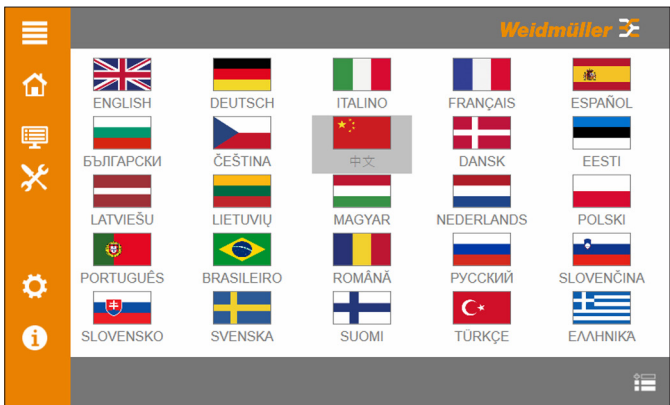 Weidmüller
ENGLISH DEUTSCH ITALINO FRANÇAIS ESPAÑOL
БЪЛГАРСКИ ČEŠTINA 中文 DANSK EESTI
LATVIEŠU LIETUVIŲ MAGYAR NEDERLANDS POLSKI
PORTUGUÊS BRASILEIRO ROMÂNĂ РУССКИЙ SLOVENČINA
SLOVENSKO SVENSKA SUOMI TÜRKÇE ΕΛΛΗΝΙΚΆ